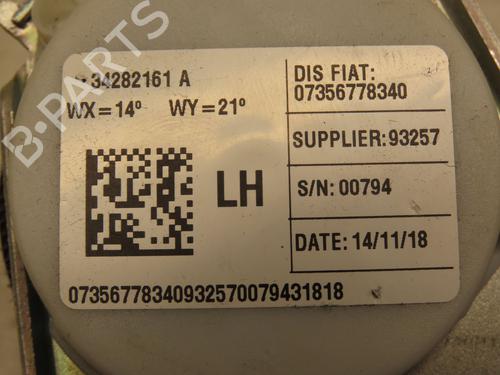 34282161 A
WX=14° WY=21°
LH
DIS FIAT:
07356778340
SUPPLIER:93257
S/N: 00794
DATE: 14/11/18
07356778340932570079431818
B-PARTS